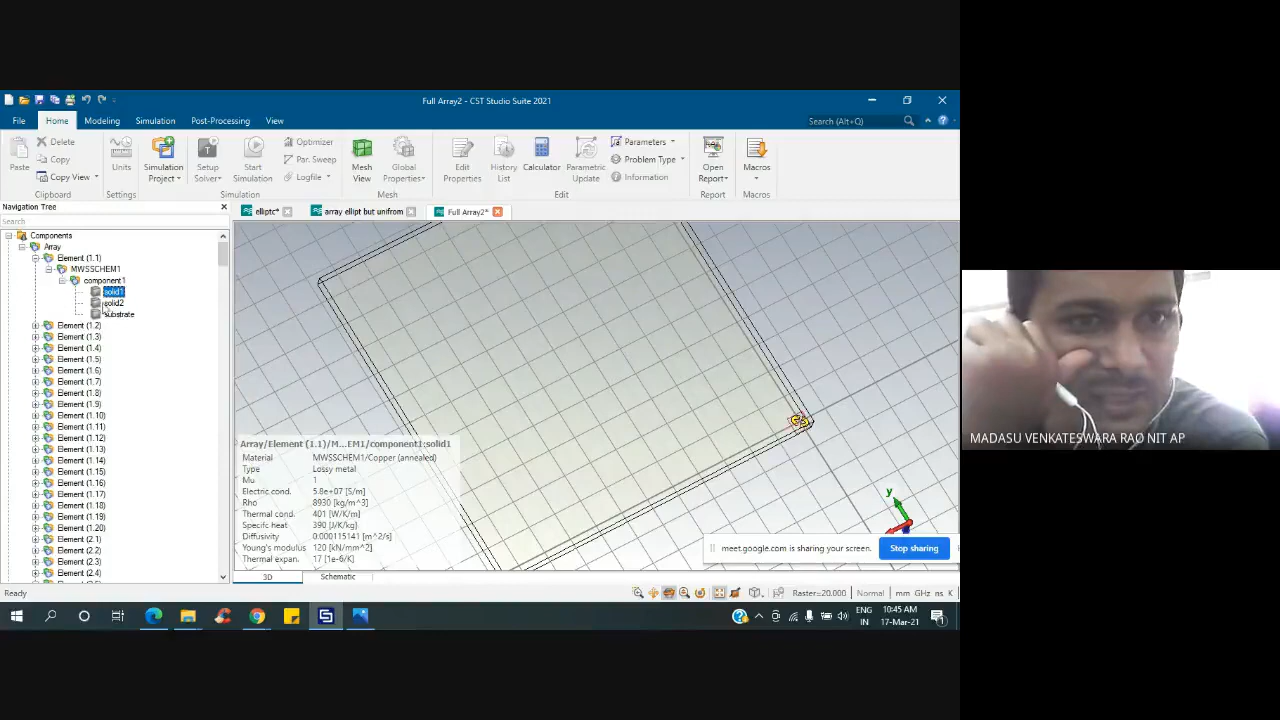 Full Array2 - CST Studio Suite 2021
File Home Modeling Simulation Post-Processing View
Search (Alt+Q)
Paste
Delete
Copy
Copy View
Clipboard
Units
Settings
Simulation Project
Setup Solver
Start Simulation
Optimizer
Par. Sweep
Logfile
Simulation
Mesh View
Global Properties
Mesh
Edit Properties
History List
Calculator
Parametric Update
Parameters
Problem Type
Information
Edit
Open Report
Report
Macros
Macros
Navigation Tree
elliptc*
array ellipt but unifrom
Full Array2*
Search
Components
Array
Element (1.1)
MWSSCHEM1
component1
solid1
solid2
substrate
Element (1.2)
Element (1.3)
Element (1.4)
Element (1.5)
Element (1.6)
Element (1.7)
Element (1.8)
Element (1.9)
Element (1.10)
Element (1.11)
Element (1.12)
Element (1.13)
Element (1.14)
Element (1.15)
Element (1.16)
Element (1.17)
Element (1.18)
Element (1.19)
Element (1.20)
Element (2.1)
Element (2.2)
Element (2.3)
Element (2.4)
Array/Element (1.1)/M...EM1/component1:solid1
Material MWSSCHEM1/Copper (annealed)
Type Lossy metal
Mu 1
Electric cond. 5.8e+07 [S/m]
Rho 8930 [kg/m^3]
Thermal cond. 401 [W/K/m]
Specifc heat 390 [J/K/kg]
Diffusivity 0.000115141 [m^2/s]
Young's modulus 120 [kN/mm^2]
Thermal expan. 17 [1e-6/K]
y
meet.google.com is sharing your screen.
Stop sharing
3D Schematic
Ready
Raster=20.000 Normal mm GHz ns K
ENG
IN
10:45 AM
17-Mar-21
MADASU VENKATESWARA RAO NIT AP